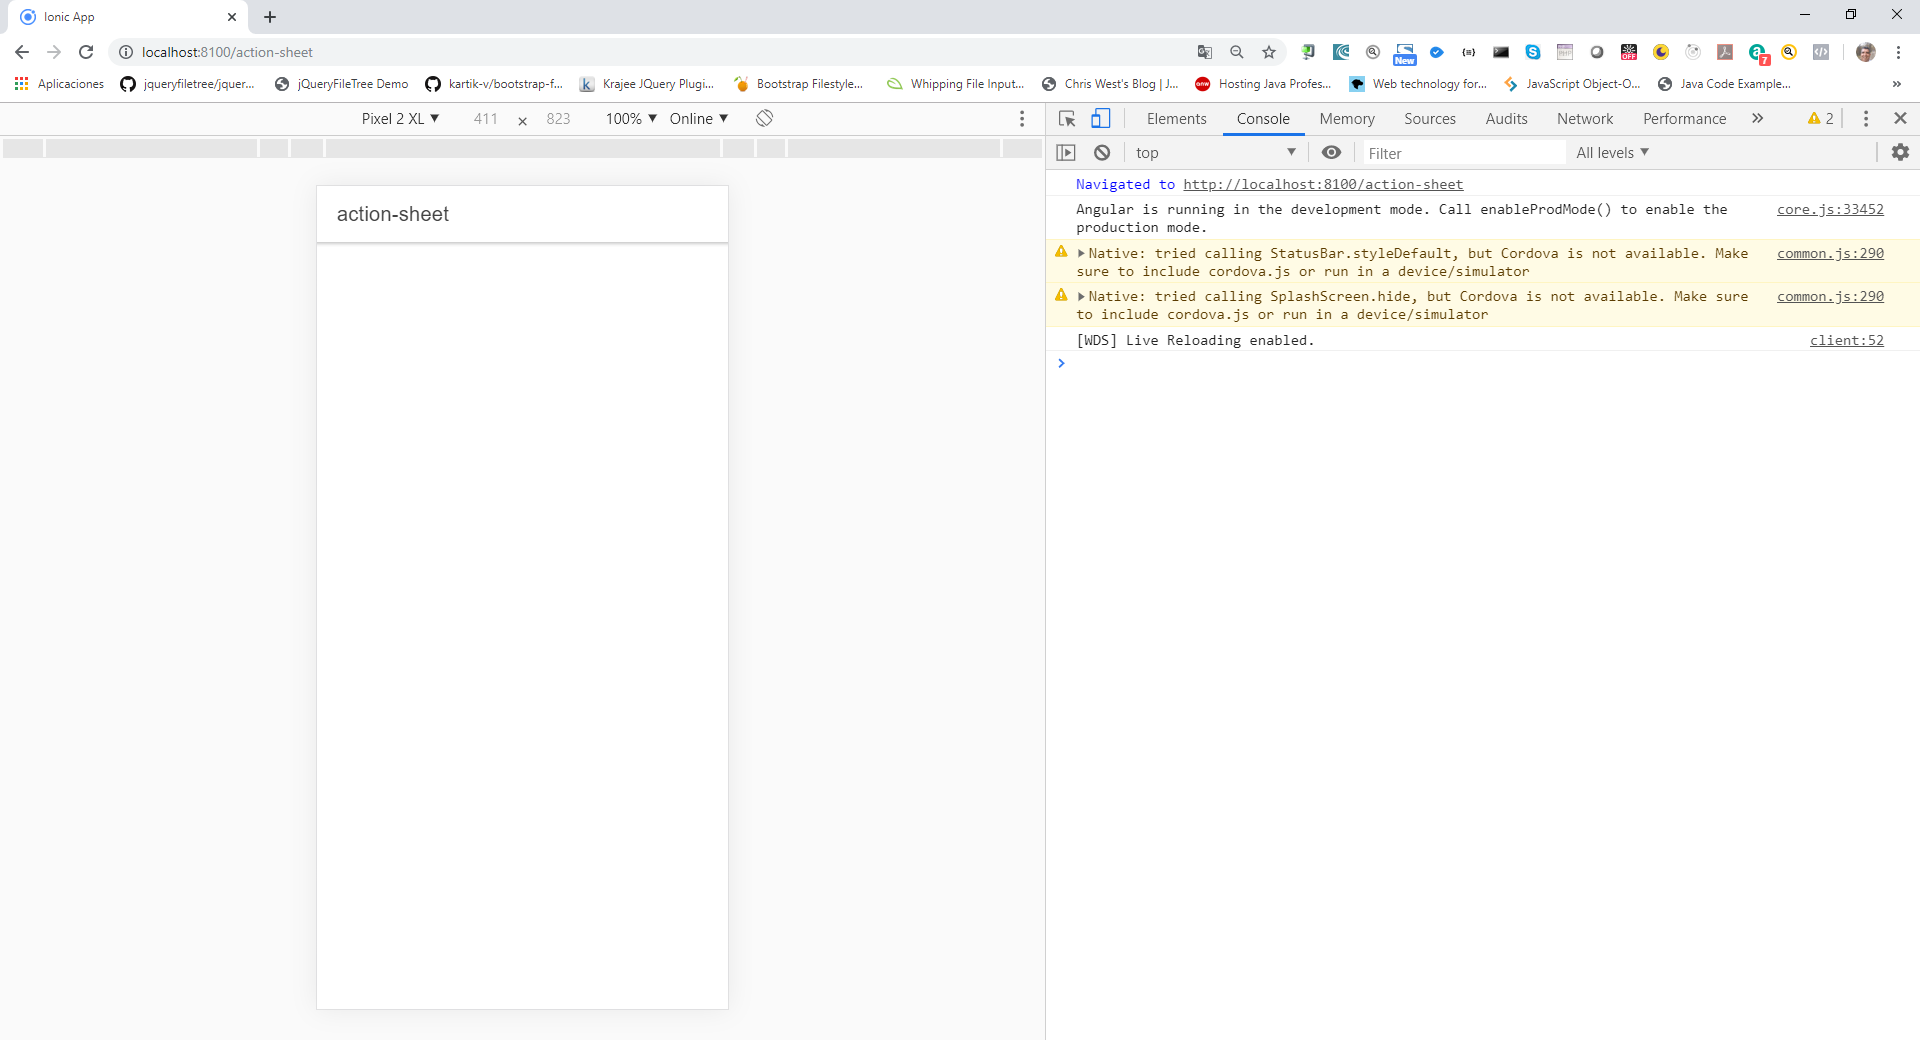 Ionic App
localhost:8100/action-sheet
New
OFF
7
Aplicaciones
jqueryfiletree/jquer...
jQueryFileTree Demo
kartik-v/bootstrap-f...
Krajee JQuery Plugi...
Bootstrap Filestyle...
Whipping File Input...
Chris West's Blog | J...
Hosting Java Profes...
Web technology for...
JavaScript Object-O...
Java Code Example...
»
Pixel 2 XL ▼ 411 × 823 100% ▼ Online ▼
Elements Console Memory Sources Audits Network Performance » 2
top ▼ Filter All levels ▼
action-sheet
Navigated to http://localhost:8100/action-sheet
Angular is running in the development mode. Call enableProdMode() to enable the core.js:33452
production mode.
Native: tried calling StatusBar.styleDefault, but Cordova is not available. Make common.js:290
sure to include cordova.js or run in a device/simulator
Native: tried calling SplashScreen.hide, but Cordova is not available. Make sure common.js:290
to include cordova.js or run in a device/simulator
[WDS] Live Reloading enabled. client:52